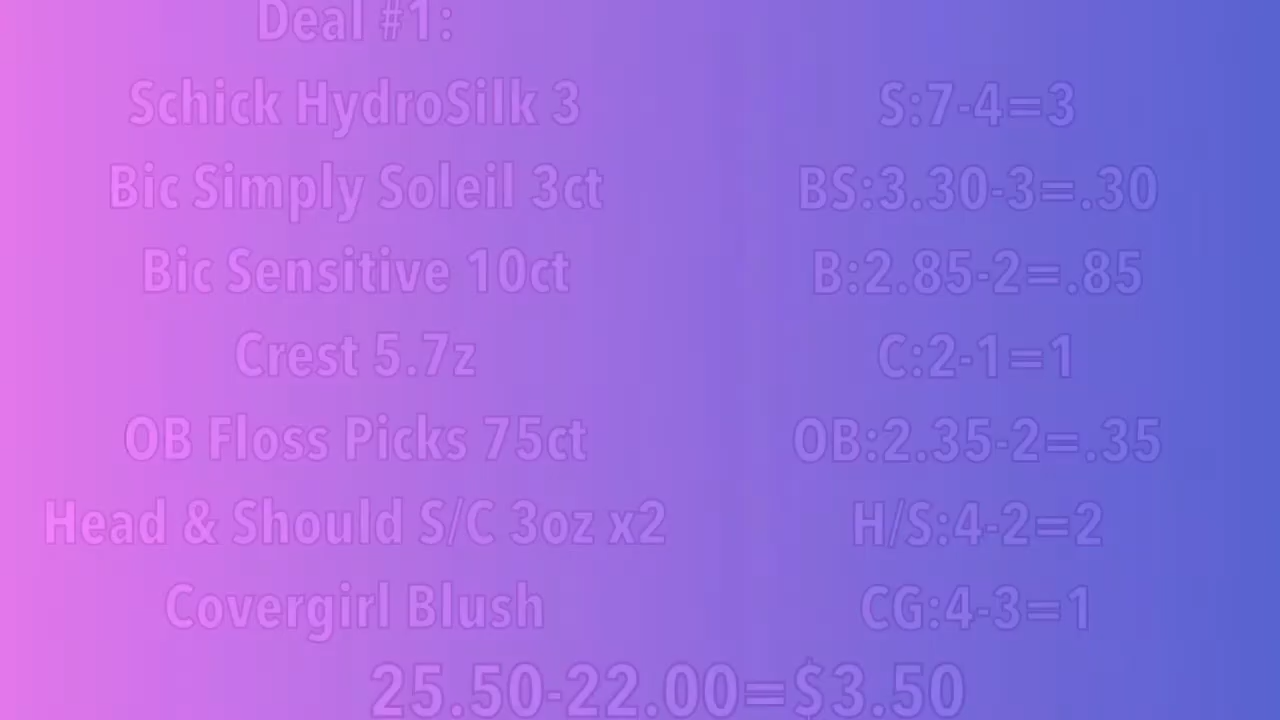 Deal #1:
Schick HydroSilk 3
S:7-4=3
Bic Simply Soleil 3ct
BS:3.30-3=.30
Bic Sensitive 10ct
B:2.85-2=.85
Crest 5.7z
C:2-1=1
OB Floss Picks 75ct
OB:2.35-2=.35
Head & Should S/C 3oz x2
H/S:4-2=2
Covergirl Blush
CG:4-3=1
25.50-22.00=$3.50